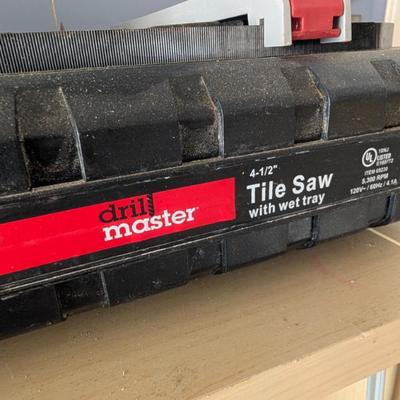 drill
master
4-1/2"
Tile Saw
with wet tray
UL
LISTED
ITEM 69230
5,300 RPM
120V~ / 60Hz / 4.1A